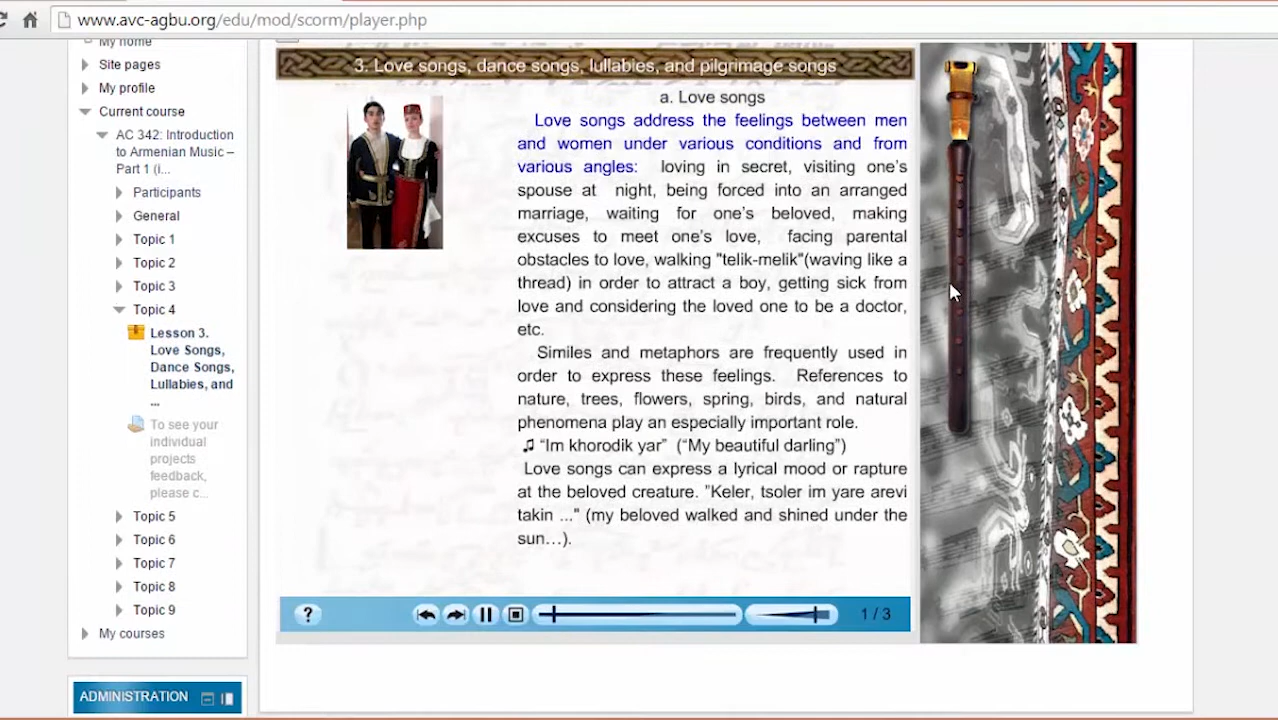 www.avc-agbu.org/edu/mod/scorm/player.php
My home
Site pages
My profile
Current course
AC 342: Introduction
to Armenian Music –
Part 1 (i...
Participants
General
Topic 1
Topic 2
Topic 3
Topic 4
Lesson 3.
Love Songs,
Dance Songs,
Lullabies, and
...
To see your
individual
projects
feedback,
please c...
Topic 5
Topic 6
Topic 7
Topic 8
Topic 9
My courses
ADMINISTRATION
3. Love songs, dance songs, lullabies, and pilgrimage songs
a. Love songs
Love songs address the feelings between men
and women under various conditions and from
various angles: loving in secret, visiting one's
spouse at night, being forced into an arranged
marriage, waiting for one's beloved, making
excuses to meet one's love, facing parental
obstacles to love, walking "telik-melik"(waving like a
thread) in order to attract a boy, getting sick from
love and considering the loved one to be a doctor,
etc.
Similes and metaphors are frequently used in
order to express these feelings. References to
nature, trees, flowers, spring, birds, and natural
phenomena play an especially important role.
♫ “Im khorodik yar” (“My beautiful darling”)
Love songs can express a lyrical mood or rapture
at the beloved creature. ”Keler, tsoler im yare arevi
takin ..." (my beloved walked and shined under the
sun…).
?
1 / 3